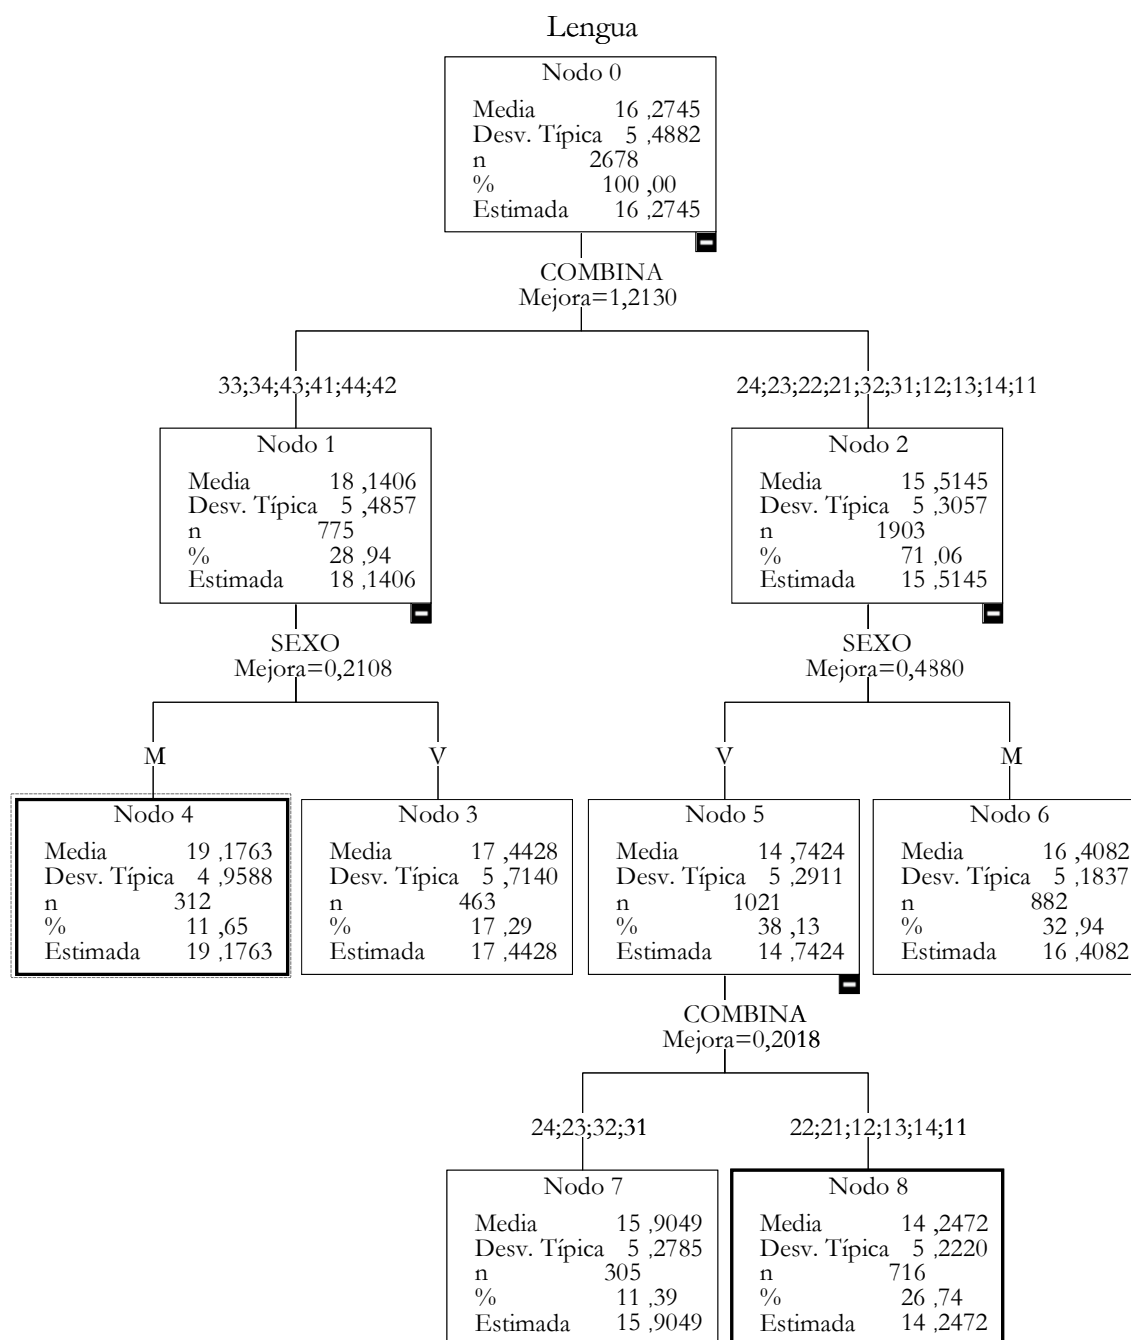 Lengua
Nodo 0
Media 16 ,2745
Desv. Típica 5 ,4882
n 2678
% 100 ,00
Estimada 16 ,2745
COMBINA
Mejora=1,2130
33;34;43;41;44;42
24;23;22;21;32;31;12;13;14;11
Nodo 1
Media 18 ,1406
Desv. Típica 5 ,4857
n 775
% 28 ,94
Estimada 18 ,1406
Nodo 2
Media 15 ,5145
Desv. Típica 5 ,3057
n 1903
% 71 ,06
Estimada 15 ,5145
SEXO
Mejora=0,2108
SEXO
Mejora=0,4880
M
V
V
M
Nodo 4
Media 19 ,1763
Desv. Típica 4 ,9588
n 312
% 11 ,65
Estimada 19 ,1763
Nodo 3
Media 17 ,4428
Desv. Típica 5 ,7140
n 463
% 17 ,29
Estimada 17 ,4428
Nodo 5
Media 14 ,7424
Desv. Típica 5 ,2911
n 1021
% 38 ,13
Estimada 14 ,7424
Nodo 6
Media 16 ,4082
Desv. Típica 5 ,1837
n 882
% 32 ,94
Estimada 16 ,4082
COMBINA
Mejora=0,2018
24;23;32;31
22;21;12;13;14;11
Nodo 7
Media 15 ,9049
Desv. Típica 5 ,2785
n 305
% 11 ,39
Estimada 15 ,9049
Nodo 8
Media 14 ,2472
Desv. Típica 5 ,2220
n 716
% 26 ,74
Estimada 14 ,2472